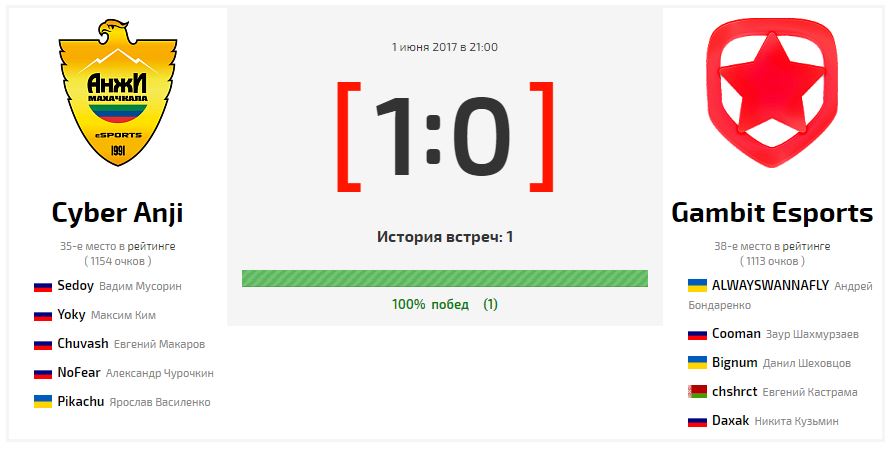 АНЖИ
МАХАЧКАЛА
eSPORTS
1991
Cyber Anji
35-е место в рейтинге
( 1154 очков )
Sedoy Вадим Мусорин
Yoky Максим Ким
Chuvash Евгений Макаров
NoFear Александр Чурочкин
Pikachu Ярослав Василенко
1 июня 2017 в 21:00
[ 1:0 ]
История встреч: 1
100% побед (1)
Gambit Esports
38-е место в рейтинге
( 1113 очков )
ALWAYSWANNAFLY Андрей
Бондаренко
Cooman Заур Шахмурзаев
Bignum Данил Шеховцов
chshrct Евгений Кастрама
Daxak Никита Кузьмин